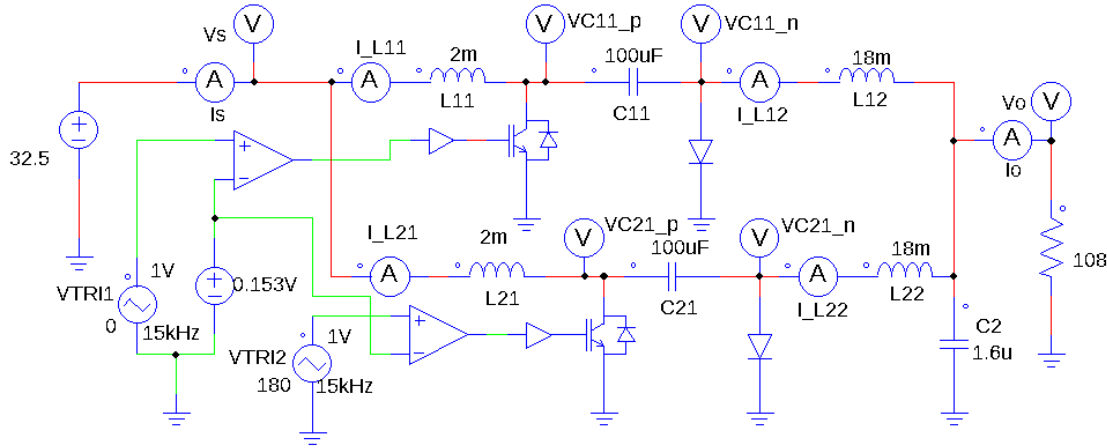 Vs
V
I_L11
A
A
Is
2m
L11
VC11_p
V
100uF
C11
VC11_n
V
A
I_L12
18m
L12
Vo
V
A
Io
32.5
108
I_L21
A
2m
L21
VC21_p
V
100uF
C21
VC21_n
V
A
I_L22
18m
L22
C2
1.6u
1V
VTRI1
0
15kHz
0.153V
1V
VTRI2
180
15kHz